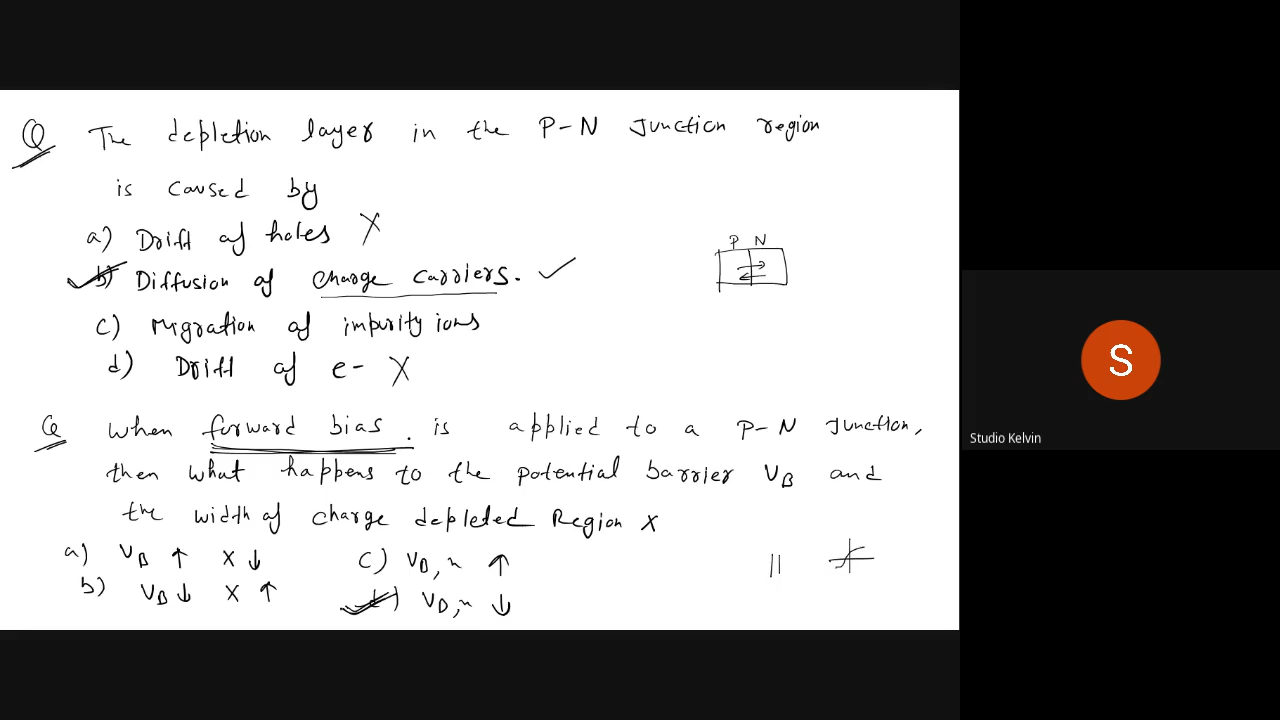 Q The depletion layer in the P-N Junction region
is caused by
a) Drift of holes X
b) Diffusion of charge carriers. ✓
P N
c) Migration of impurity ions
d) Drift of e- X
Q When forward bias. is applied to a P-N Junction,
then what happens to the potential barrier VB and
the width of charge depleted Region X
a) VB ↑ X ↓ c) VB, x ↑
b) VB ↓ X ↑ d) VB, x ↓
S
Studio Kelvin